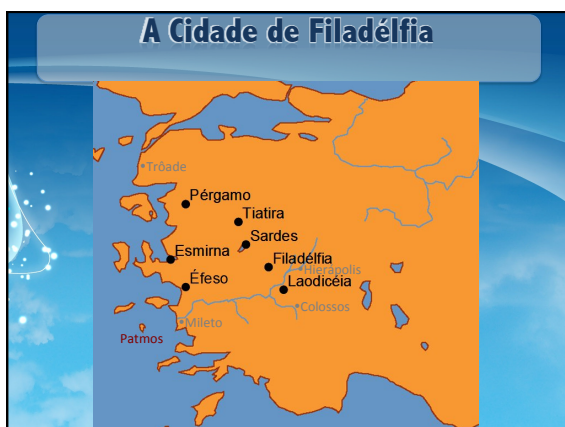 A Cidade de Filadélfia
Trôade
Pérgamo
Tiatira
Sardes
Esmirna
Filadélfia
Hierápolis
Éfeso
Laodicéia
Colossos
Mileto
Patmos